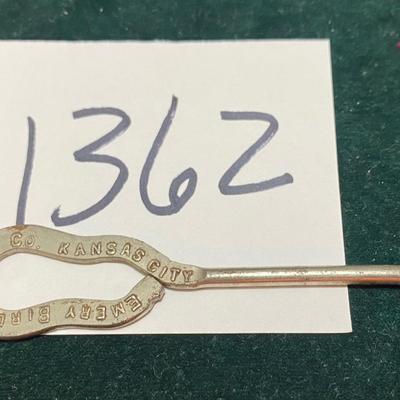 1362
CO. KANSAS CITY
EMERY BIRD